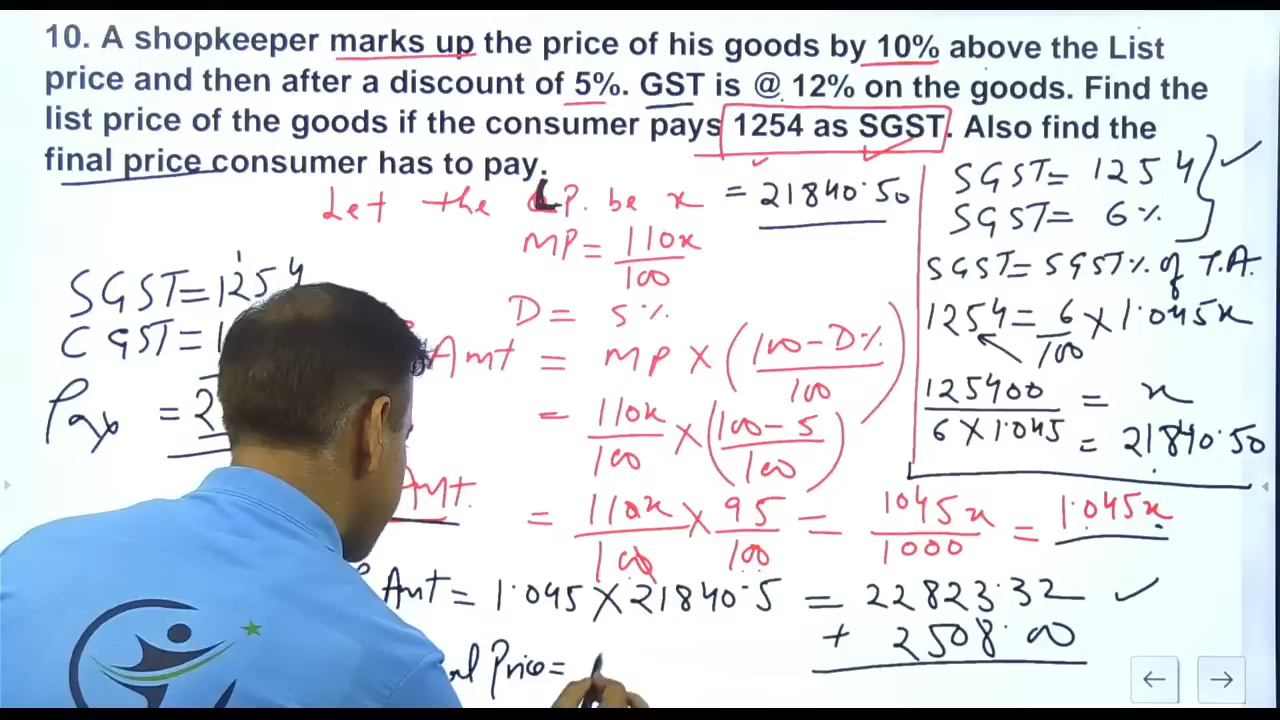 10. A shopkeeper marks up the price of his goods by 10% above the List
price and then after a discount of 5%. GST is @ 12% on the goods. Find the
list price of the goods if the consumer pays 1254 as SGST. Also find the
final price consumer has to pay.
Let the LP. be x = 21840.50
MP = 110x/100
D = 5%
Amt = MP × (100-D%/100)
= 110x/100 × (100-5/100)
Amt. = 110x/100 × 95/100 = 1045x/1000 = 1.045x
Amt = 1.045 × 21840.5 = 22823.32
+ 2508.00
Price =
SGST = 1254
CGST = 1
Pay = 2
SGST = 1254
SGST = 6%
SGST = SGST% of T.A.
1254 = 6/100 × 1.045x
125400/6×1.045 = x
= 21840.50